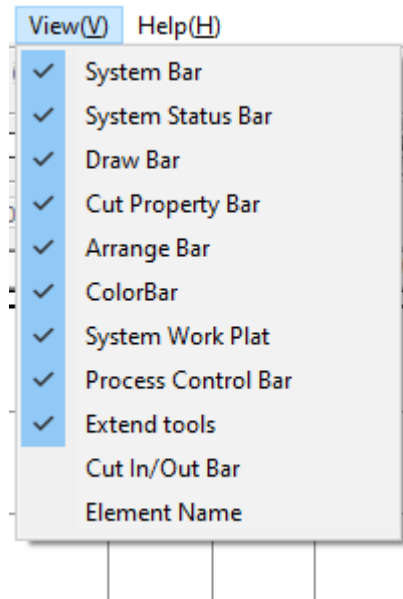 View(V) Help(H)
System Bar
System Status Bar
Draw Bar
Cut Property Bar
Arrange Bar
ColorBar
System Work Plat
Process Control Bar
Extend tools
Cut In/Out Bar
Element Name